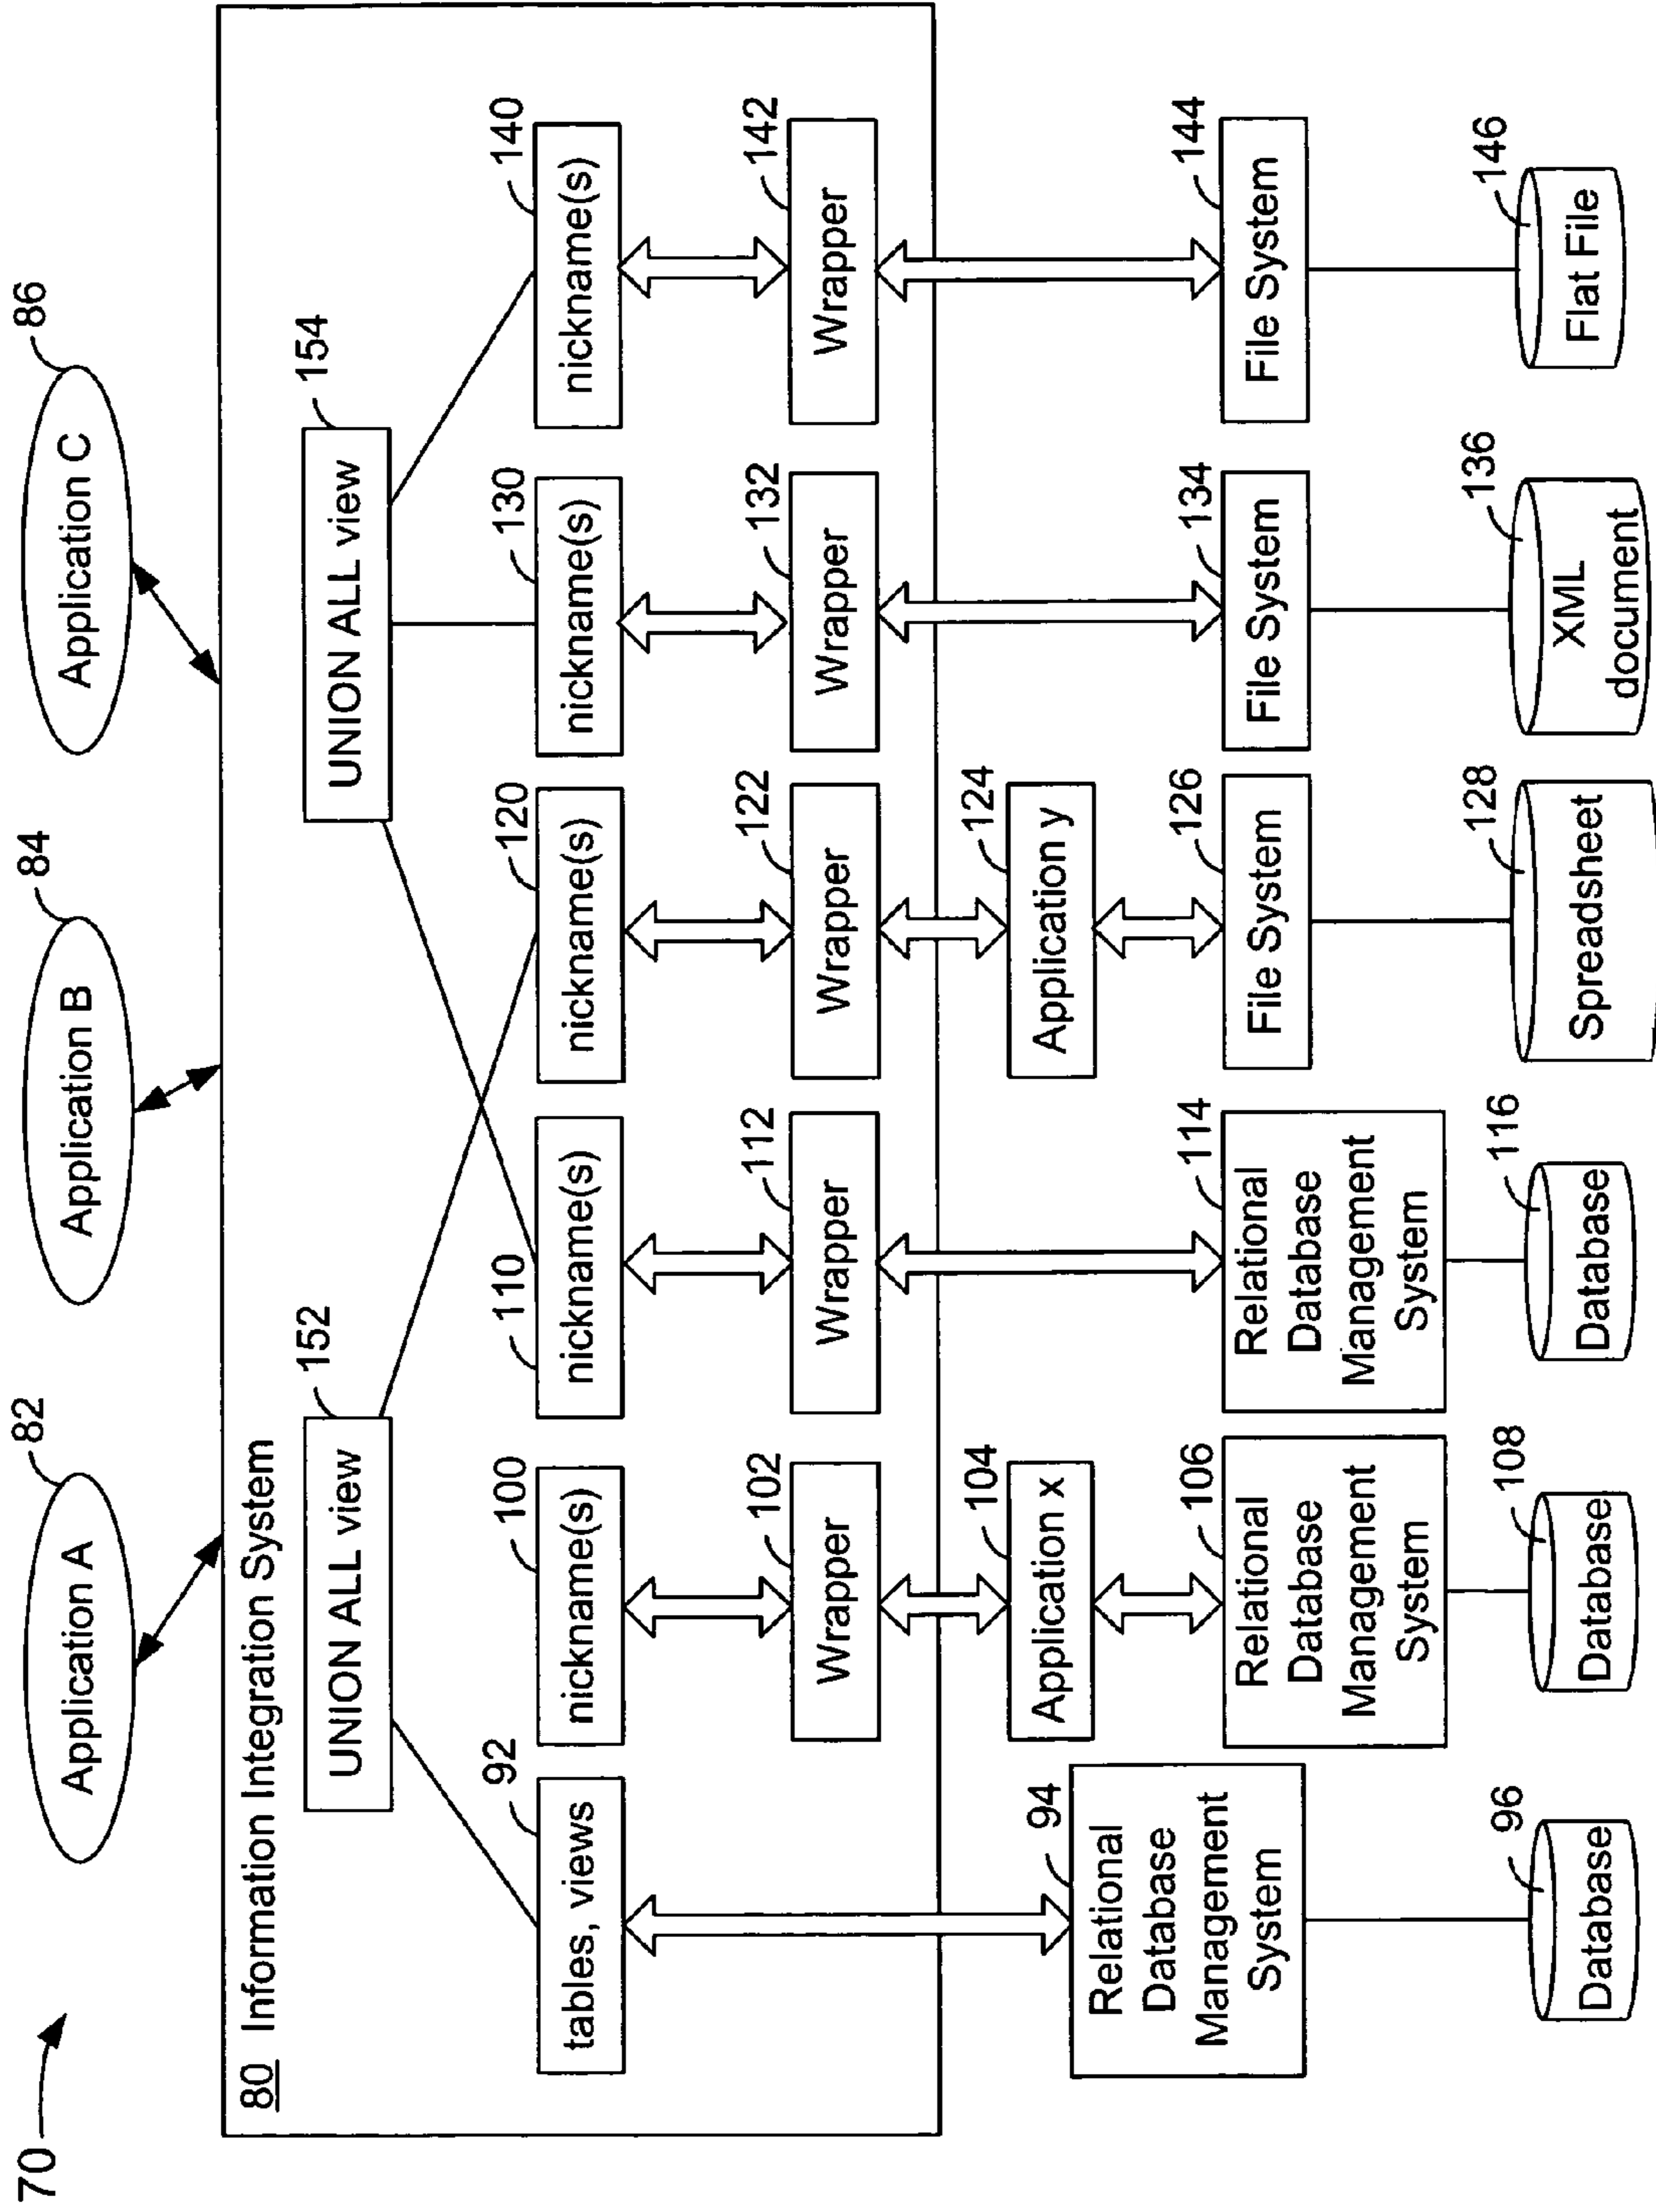 70
82
Application A
84
Application B
86
Application C
80 Information Integration System
152
UNION ALL view
154
UNION ALL view
92
tables, views
100
nickname(s)
110
nickname(s)
120
nickname(s)
130
nickname(s)
140
nickname(s)
102
Wrapper
112
Wrapper
122
Wrapper
132
Wrapper
142
Wrapper
94
Relational
Database
Management
System
104
Application x
124
Application y
106
Relational
Database
Management
System
114
Relational
Database
Management
System
126
File System
134
File System
144
File System
96
Database
108
Database
116
Database
128
Spreadsheet
136
XML
document
146
Flat File